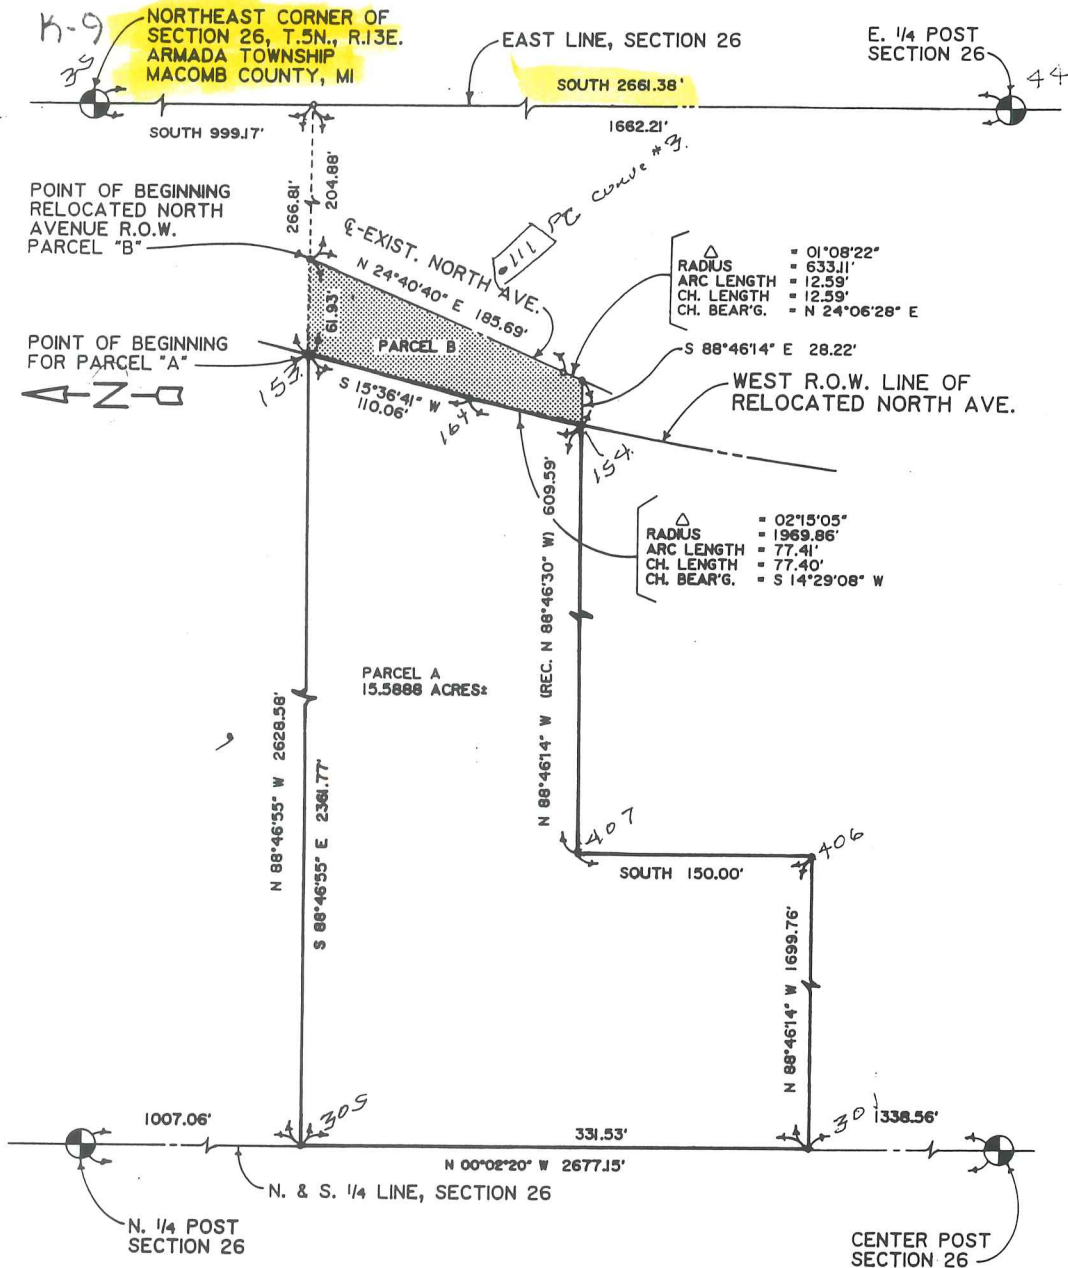 K-9
NORTHEAST CORNER OF
SECTION 26, T.5N., R.13E.
ARMADA TOWNSHIP
MACOMB COUNTY, MI
35
EAST LINE, SECTION 26
E. 1/4 POST
SECTION 26
44
SOUTH 2661.38'
SOUTH 999.17'
1662.21'
POINT OF BEGINNING
RELOCATED NORTH
AVENUE R.O.W.
PARCEL "B"
266.81'
204.88'
℄-EXIST. NORTH AVE.
N 24°40'40" E 185.69'
111 PC curve #3.
△ = 01°08'22"
RADIUS = 633.11'
ARC LENGTH = 12.59'
CH. LENGTH = 12.59'
CH. BEAR'G. = N 24°06'28" E
61.93'
PARCEL B
S 88°46'14" E 28.22'
POINT OF BEGINNING
FOR PARCEL "A"
N
153
S 15°36'41" W
110.06'
164
154
WEST R.O.W. LINE OF
RELOCATED NORTH AVE.
△ = 02°15'05"
RADIUS = 1969.86'
ARC LENGTH = 77.41'
CH. LENGTH = 77.40'
CH. BEAR'G. = S 14°29'08" W
N 88°46'14" W (REC. N 88°46'30" W) 609.59'
PARCEL A
15.5888 ACRES±
N 88°46'55" W 2628.58'
S 88°46'55" E 2361.77'
407
406
SOUTH 150.00'
N 88°46'14" W 1699.76'
1007.06'
305
331.53'
301
1338.56'
N 00°02'20" W 2677.15'
N. & S. 1/4 LINE, SECTION 26
N. 1/4 POST
SECTION 26
CENTER POST
SECTION 26